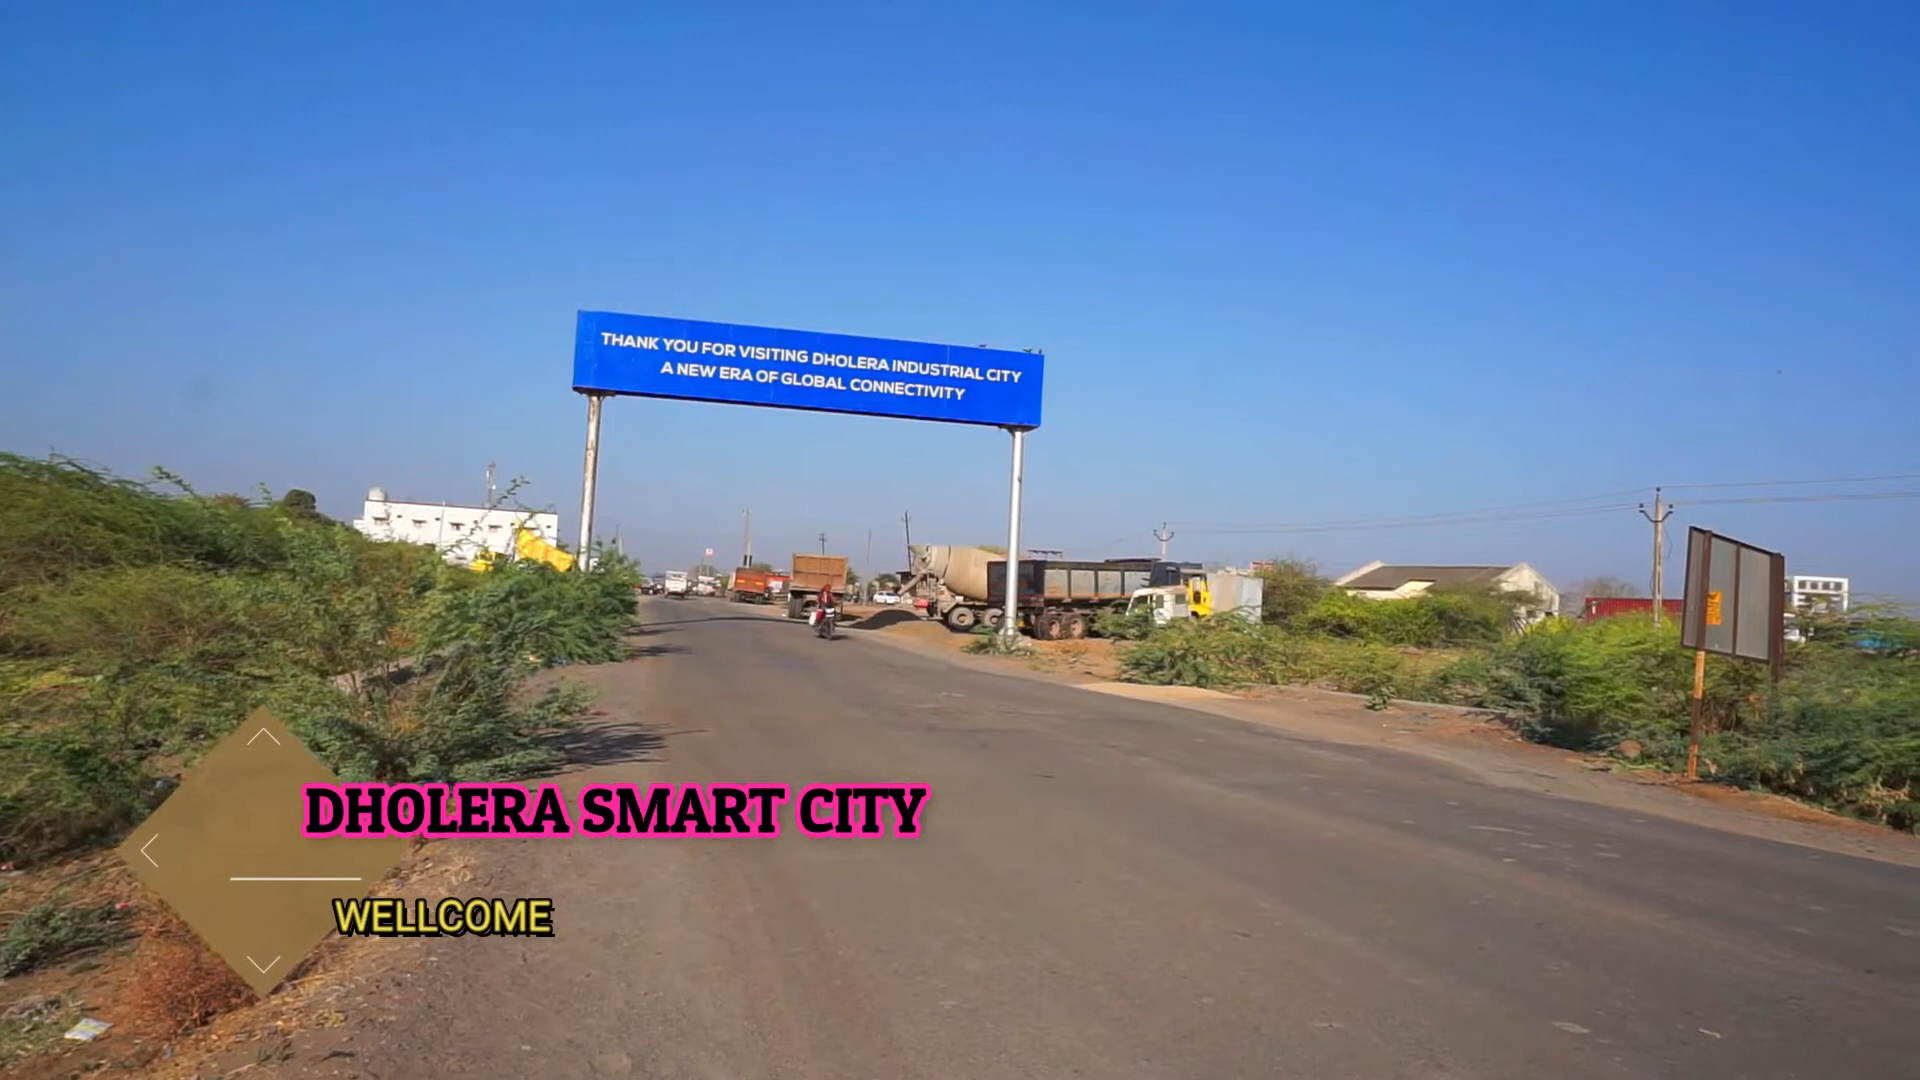 THANK YOU FOR VISITING DHOLERA INDUSTRIAL CITY
A NEW ERA OF GLOBAL CONNECTIVITY
DHOLERA SMART CITY
WELLCOME